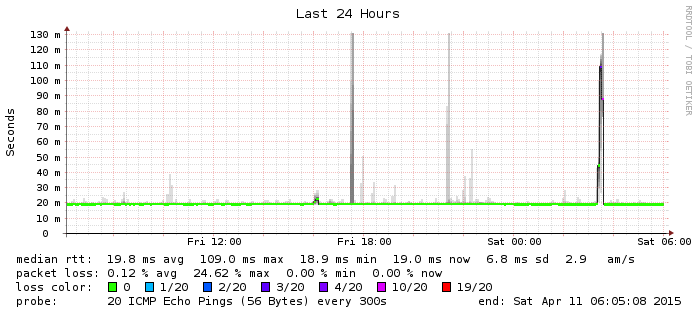 Last 24 Hours
RRDTOOL / TOBI OETIKER
Seconds
130 m
120 m
110 m
100 m
90 m
80 m
70 m
60 m
50 m
40 m
30 m
20 m
10 m
0
Fri 12:00 Fri 18:00 Sat 00:00 Sat 06:00
median rtt: 19.8 ms avg 109.0 ms max 18.9 ms min 19.0 ms now 6.8 ms sd 2.9 am/s
packet loss: 0.12 % avg 24.62 % max 0.00 % min 0.00 % now
loss color: 0 1/20 2/20 3/20 4/20 10/20 19/20
probe: 20 ICMP Echo Pings (56 Bytes) every 300s end: Sat Apr 11 06:05:08 2015